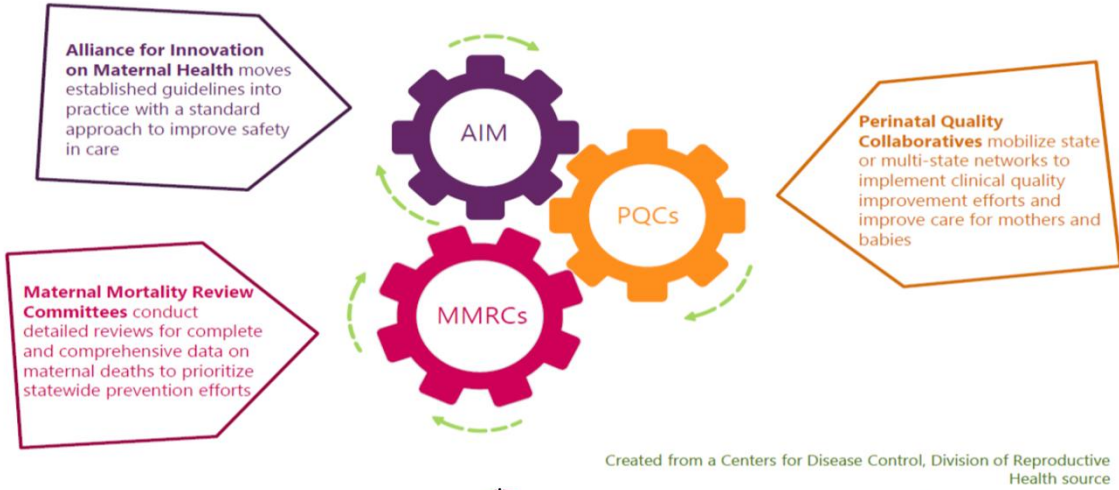 Alliance for Innovation
on Maternal Health moves
established guidelines into
practice with a standard
approach to improve safety
in care
AIM
Perinatal Quality
Collaboratives mobilize state
or multi-state networks to
implement clinical quality
improvement efforts and
improve care for mothers and
babies
PQCs
Maternal Mortality Review
Committees conduct
detailed reviews for complete
and comprehensive data on
maternal deaths to prioritize
statewide prevention efforts
MMRCs
Created from a Centers for Disease Control, Division of Reproductive
Health source